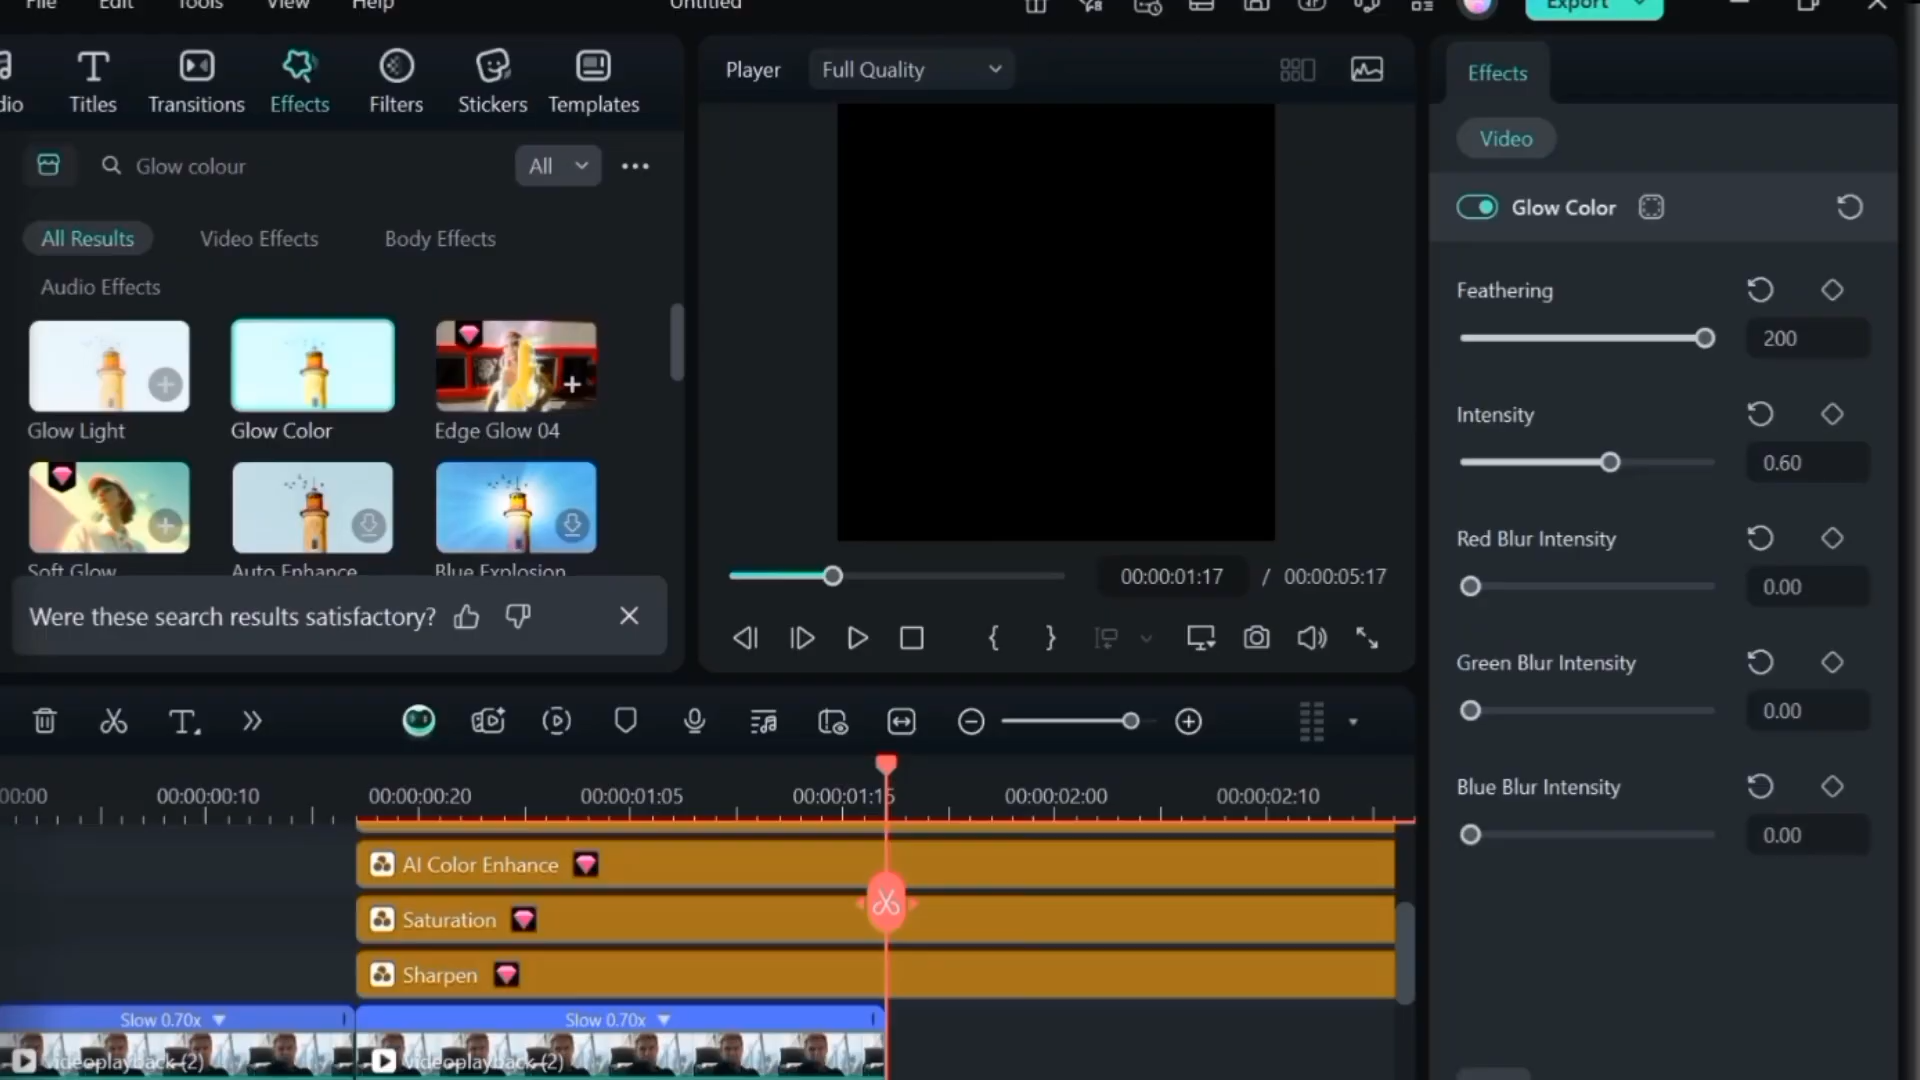 File Edit Tools View Help
Untitled
Export
dio Titles Transitions Effects Filters Stickers Templates
Glow colour
All
All Results Video Effects Body Effects
Audio Effects
Glow Light Glow Color Edge Glow 04
Soft Glow Auto Enhance Blue Explosion
Were these search results satisfactory?
Player Full Quality
00:00:01:17 / 00:00:05:17
Effects
Video
Glow Color
Feathering
200
Intensity
0.60
Red Blur Intensity
0.00
Green Blur Intensity
0.00
Blue Blur Intensity
0.00
00:00 00:00:00:10 00:00:00:20 00:00:01:05 00:00:01:15 00:00:02:00 00:00:02:10
AI Color Enhance
Saturation
Sharpen
Slow 0.70x Slow 0.70x
videoplayback (2) videoplayback (2)